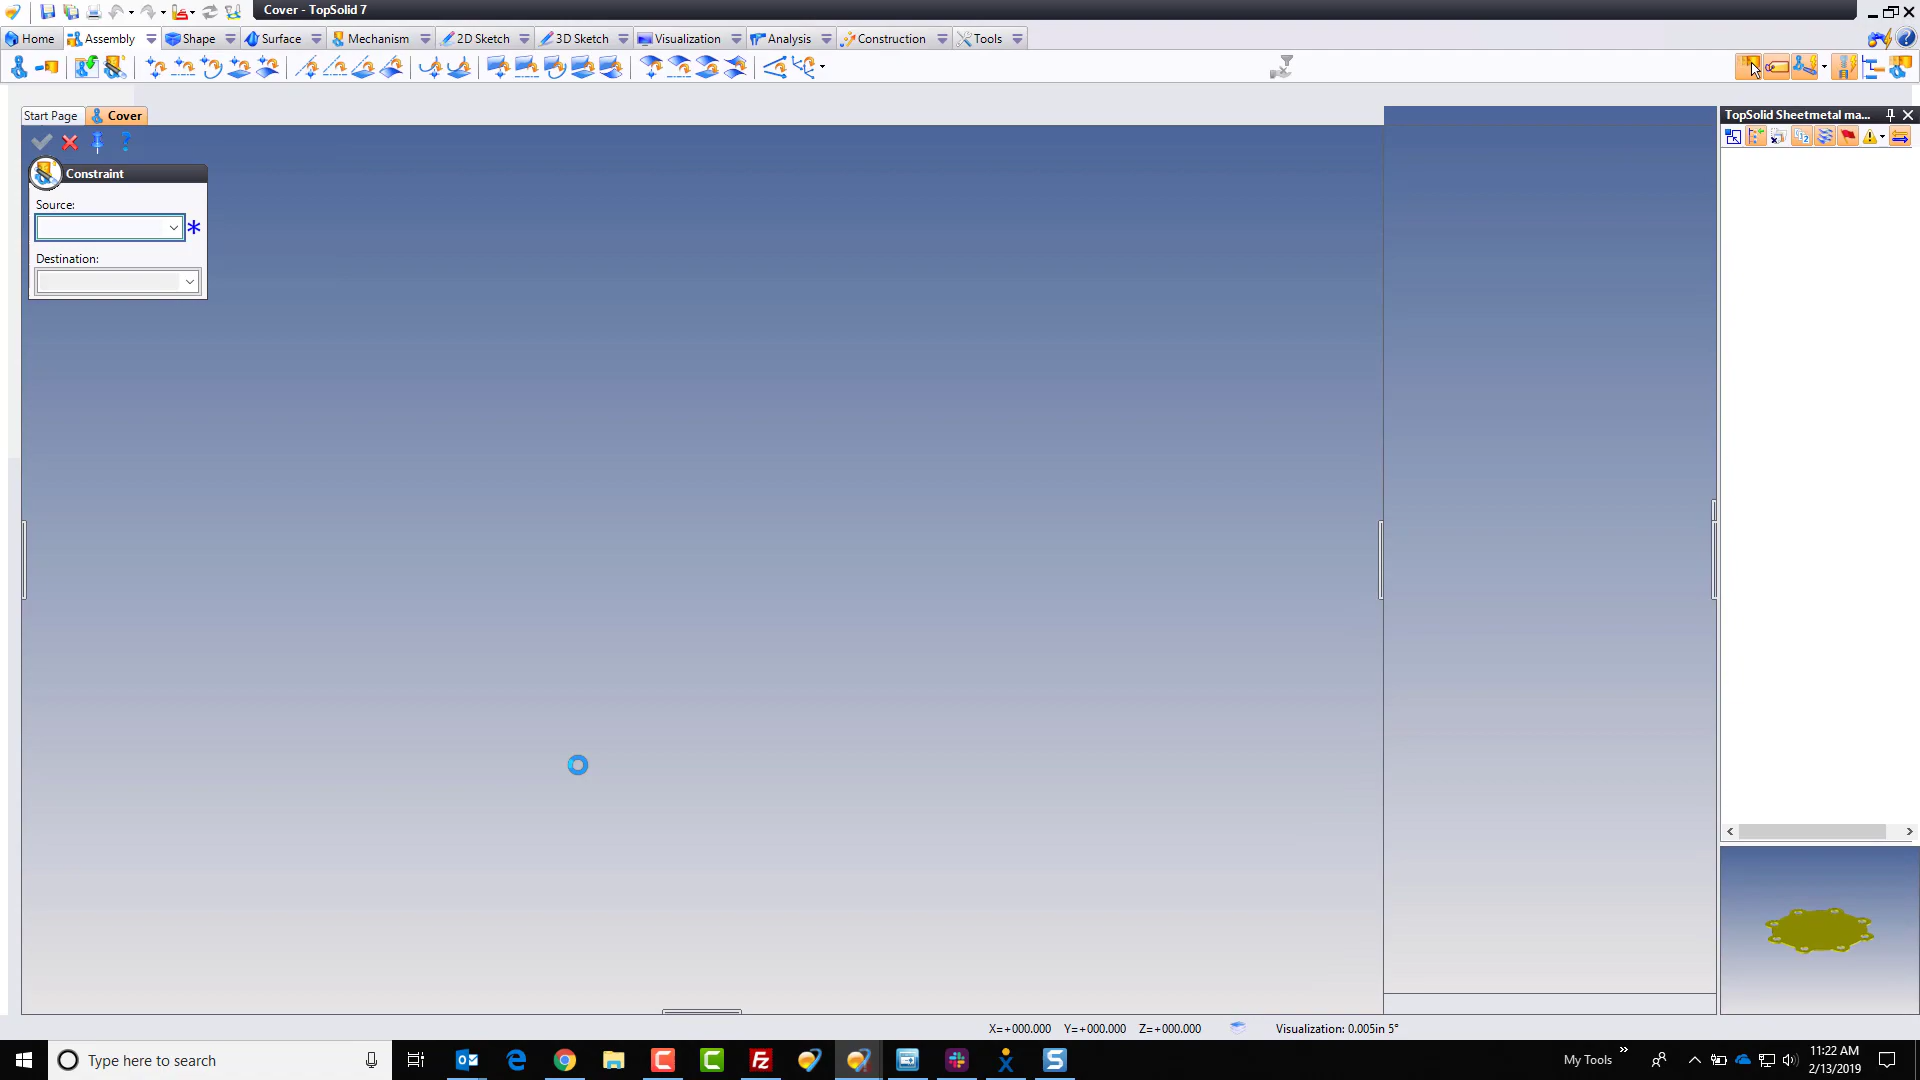 Cover - TopSolid 7
Home Assembly Shape Surface Mechanism 2D Sketch 3D Sketch Visualization Analysis Construction Tools
Start Page Cover
TopSolid Sheetmetal ma...
Constraint
Source:
Destination:
X=+000.000 Y=+000.000 Z=+000.000 Visualization: 0.005in 5°
Type here to search
My Tools
11:22 AM
2/13/2019